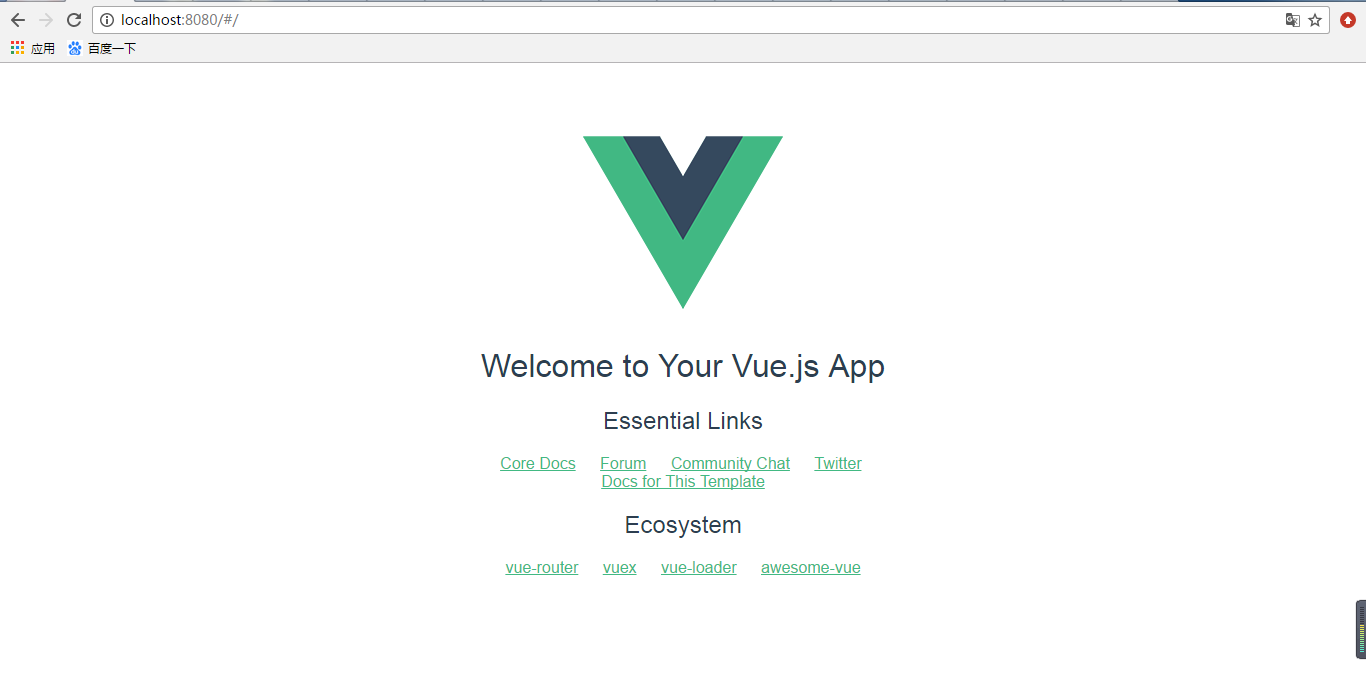 localhost:8080/#/
应用 百度一下
Welcome to Your Vue.js App
Essential Links
Core Docs Forum Community Chat Twitter
Docs for This Template
Ecosystem
vue-router vuex vue-loader awesome-vue